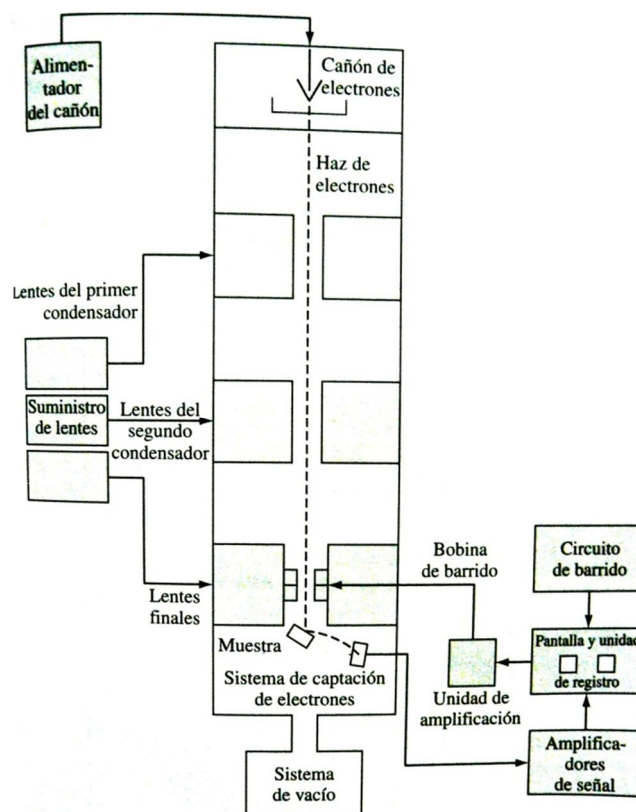 Alimen-
tador
del cañón
Cañón de
electrones
Haz de
electrones
Lentes del primer
condensador
Suministro
de lentes
Lentes del
segundo
condensador
Lentes
finales
Bobina
de barrido
Circuito
de barrido
Muestra
Pantalla y unidad
de registro
Sistema de captación
de electrones
Unidad de
amplificación
Amplifica-
dores
de señal
Sistema
de vacío